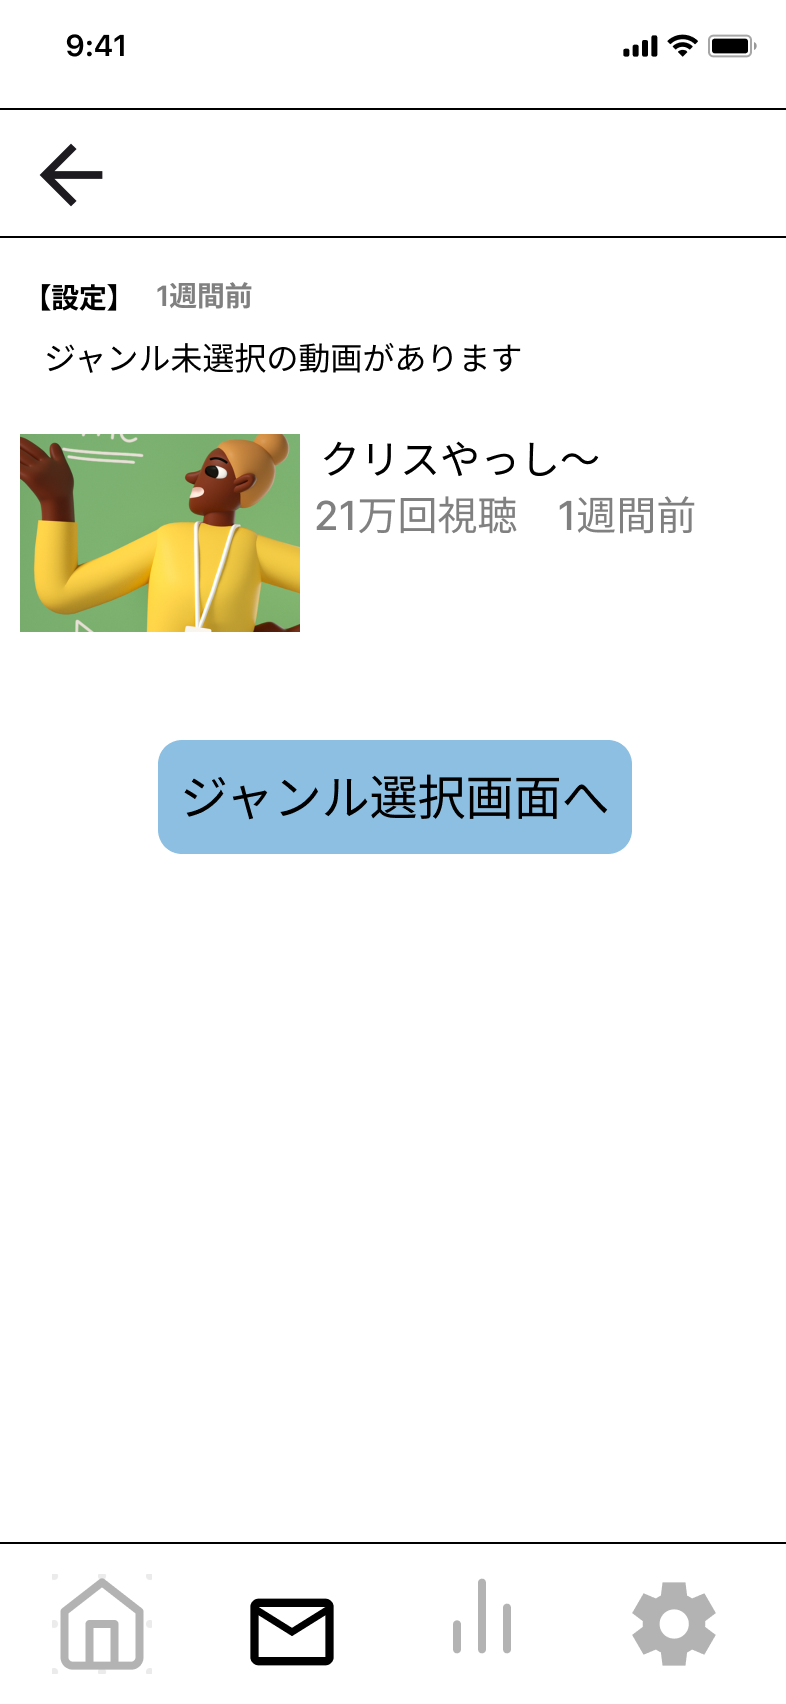 9:41
【設定】 1週間前
ジャンル未選択の動画があります
クリスやっし〜
21万回視聴 1週間前
ジャンル選択画面へ